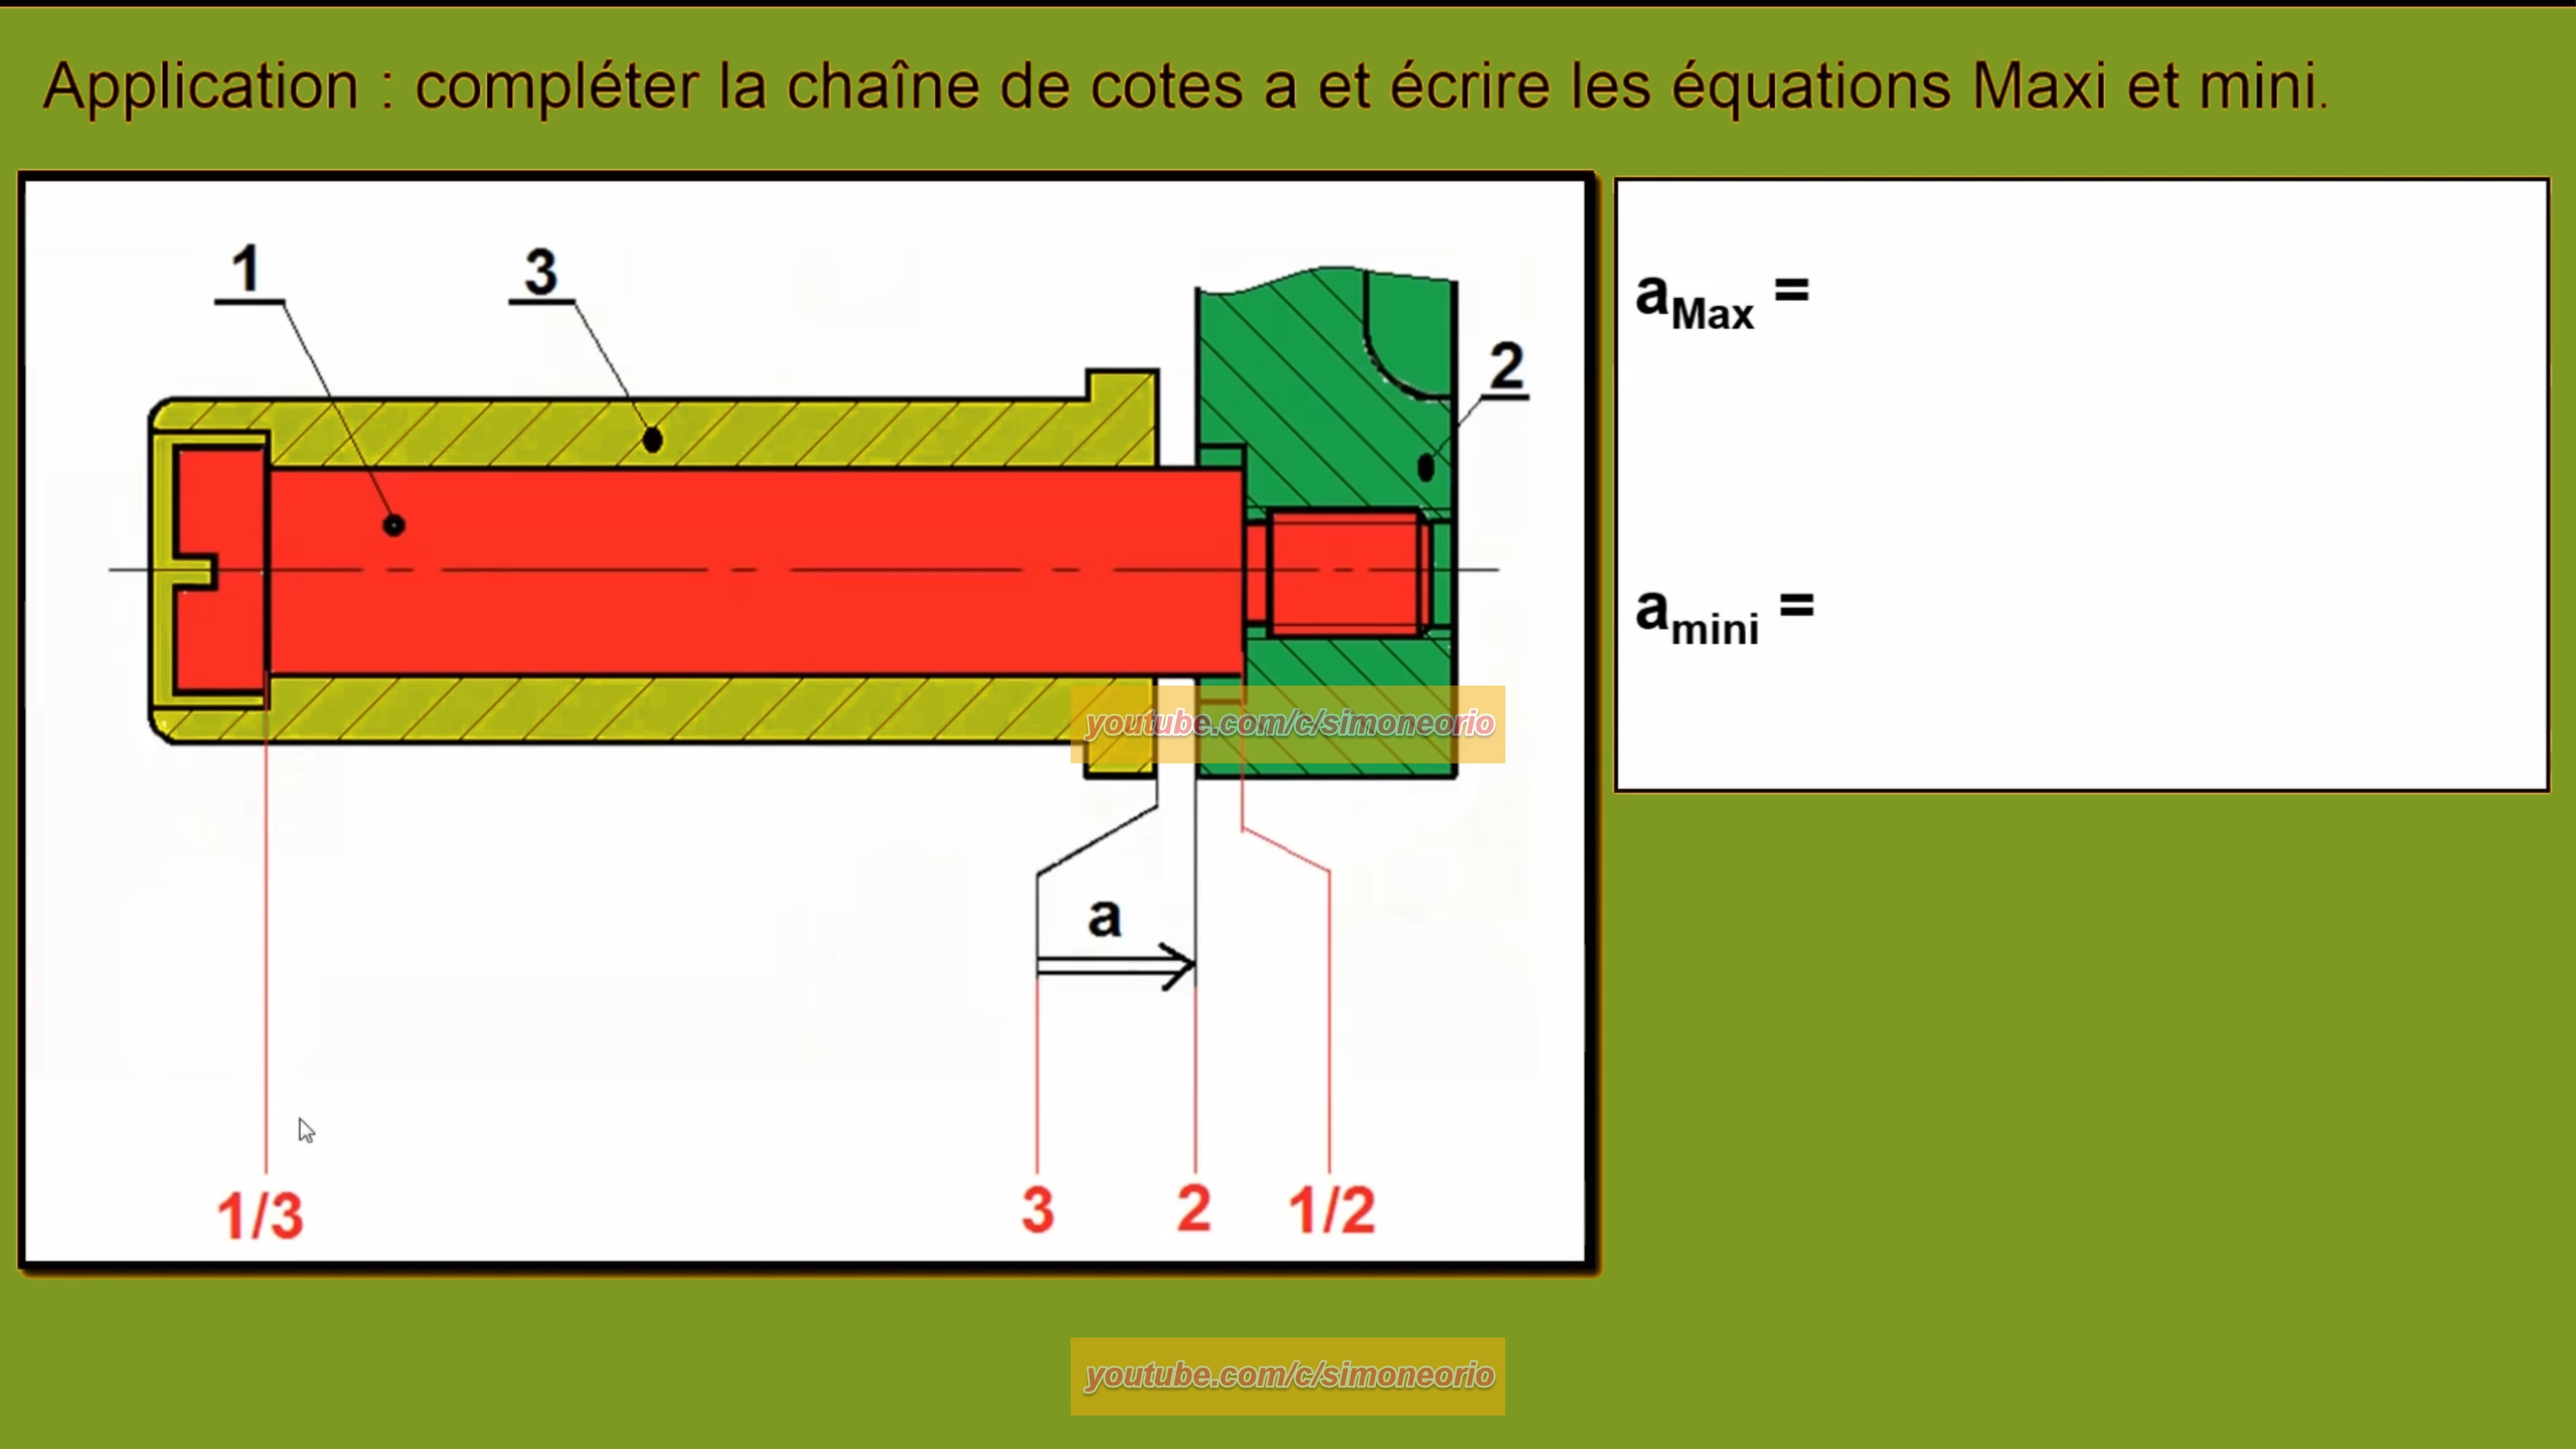 Application : compléter la chaîne de cotes a et écrire les équations Maxi et mini.
1
3
2
a
1/3
3
2
1/2
aMax =
amini =
youtube.com/c/simoneorio
youtube.com/c/simoneorio